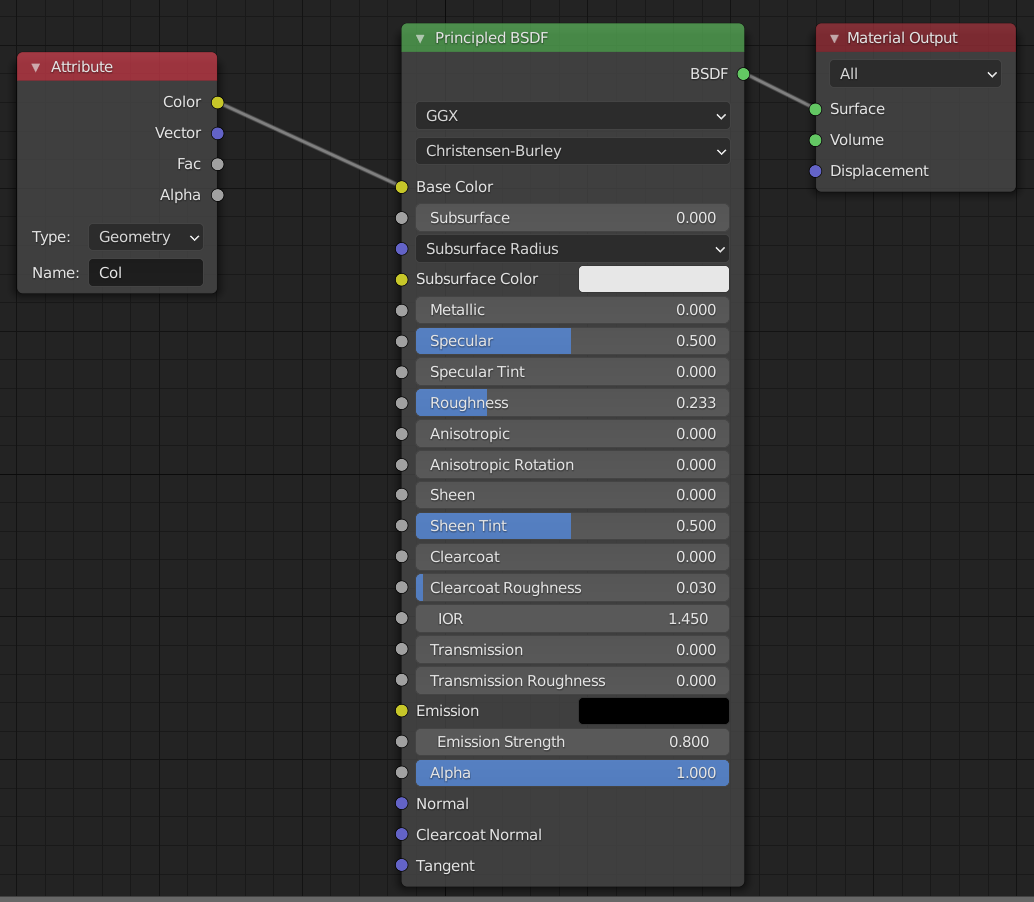 Attribute
Color
Vector
Fac
Alpha
Type: Geometry
Name: Col
Principled BSDF
BSDF
GGX
Christensen-Burley
Base Color
Subsurface 0.000
Subsurface Radius
Subsurface Color
Metallic 0.000
Specular 0.500
Specular Tint 0.000
Roughness 0.233
Anisotropic 0.000
Anisotropic Rotation 0.000
Sheen 0.000
Sheen Tint 0.500
Clearcoat 0.000
Clearcoat Roughness 0.030
IOR 1.450
Transmission 0.000
Transmission Roughness 0.000
Emission
Emission Strength 0.800
Alpha 1.000
Normal
Clearcoat Normal
Tangent
Material Output
All
Surface
Volume
Displacement